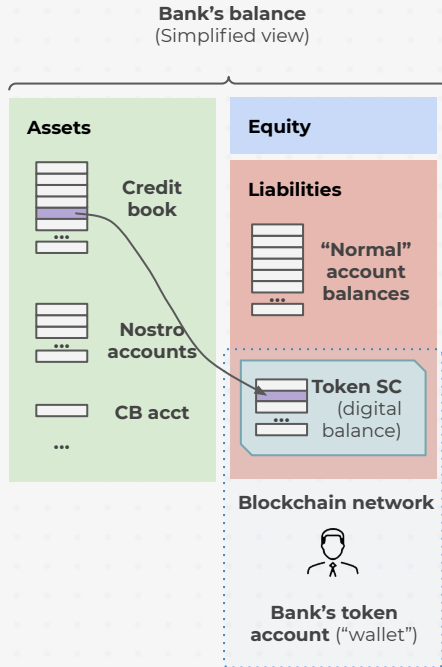 Bank’s balance
(Simplified view)
Assets
Credit
book
...
Nostro
accounts
...
CB acct
...
Equity
Liabilities
“Normal”
account
balances
...
Token SC
(digital
balance)
...
Blockchain network
Bank’s token
account (“wallet”)